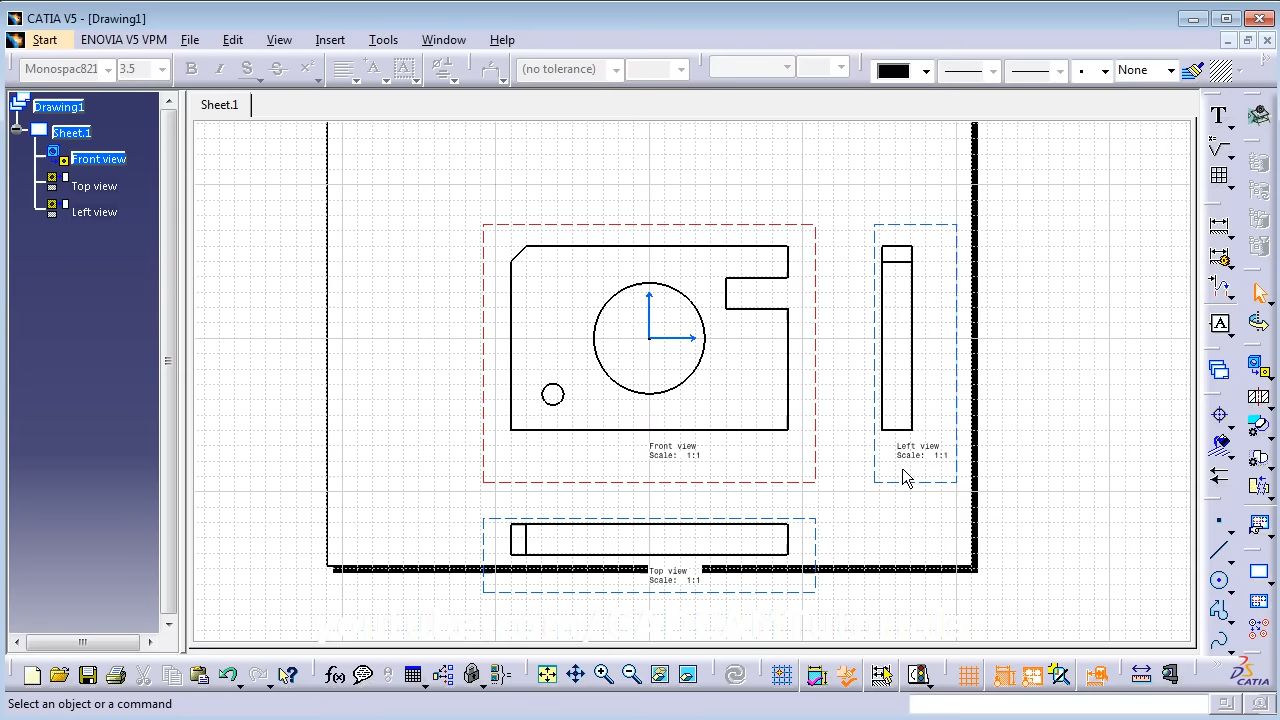 CATIA V5 - [Drawing1]
Start ENOVIA V5 VPM File Edit View Insert Tools Window Help
Monospac821 3.5 B I S S (no tolerance) None
Drawing1
Sheet.1
Front view
Top view
Left view
Sheet.1
Front view
Scale: 1:1
Left view
Scale: 1:1
Top view
Scale: 1:1
CATIA
Select an object or a command